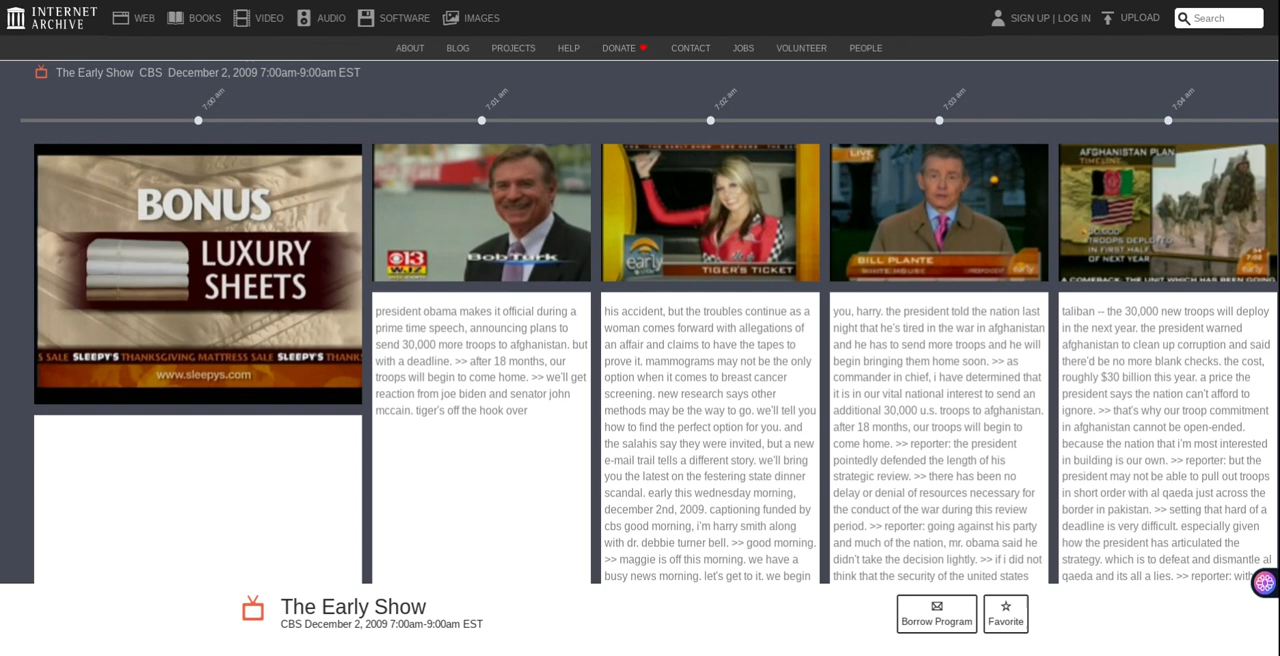 INTERNET
ARCHIVE
WEB
BOOKS
VIDEO
AUDIO
SOFTWARE
IMAGES
SIGN UP | LOG IN
UPLOAD
Search
ABOUT
BLOG
PROJECTS
HELP
DONATE
CONTACT
JOBS
VOLUNTEER
PEOPLE
The Early Show CBS December 2, 2009 7:00am-9:00am EST
7:00 am
7:01 am
7:02 am
7:03 am
7:04 am
BONUS
LUXURY
SHEETS
S SALE SLEEPY'S THANKSGIVING MATTRESS SALE SLEEPY'S THANKS
www.sleepys.com
CBS 13
WJZ
Bob Turk
president obama makes it official during a
prime time speech, announcing plans to
send 30,000 more troops to afghanistan. but
with a deadline. >> after 18 months, our
troops will begin to come home. >> we'll get
reaction from joe biden and senator john
mccain. tiger's off the hook over
early
TIGER'S TICKET
his accident, but the troubles continue as a
woman comes forward with allegations of
an affair and claims to have the tapes to
prove it. mammograms may not be the only
option when it comes to breast cancer
screening. new research says other
methods may be the way to go. we'll tell you
how to find the perfect option for you. and
the salahis say they were invited, but a new
e-mail trail tells a different story. we'll bring
you the latest on the festering state dinner
scandal. early this wednesday morning,
december 2nd, 2009. captioning funded by
cbs good morning, i'm harry smith along
with dr. debbie turner bell. >> good morning.
>> maggie is off this morning. we have a
busy news morning. let's get to it. we begin
LIVE
BILL PLANTE
WHITE HOUSE
early
you, harry. the president told the nation last
night that he's tired in the war in afghanistan
and he has to send more troops and he will
begin bringing them home soon. >> as
commander in chief, i have determined that
it is in our vital national interest to send an
additional 30,000 u.s. troops to afghanistan.
after 18 months, our troops will begin to
come home. >> reporter: the president
pointedly defended the length of his
strategic review. >> there has been no
delay or denial of resources necessary for
the conduct of the war during this review
period. >> reporter: going against his party
and much of the nation, mr. obama said he
didn't take the decision lightly. >> if i did not
think that the security of the united states
AFGHANISTAN PLAN
TIMELINE
30,000
TROOPS DEPLOYED
IN FIRST HALF
OF NEXT YEAR
7:03
early
A COMEBACK. THE UNIT WHICH HAS BEEN GOING
taliban -- the 30,000 new troops will deploy
in the next year. the president warned
afghanistan to clean up corruption and said
there'd be no more blank checks. the cost,
roughly $30 billion this year. a price the
president says the nation can't afford to
ignore. >> that's why our troop commitment
in afghanistan cannot be open-ended.
because the nation that i'm most interested
in building is our own. >> reporter: but the
president may not be able to pull out troops
in short order with al qaeda just across the
border in pakistan. >> setting that hard of a
deadline is very difficult. especially given
how the president has articulated the
strategy. which is to defeat and dismantle al
qaeda and its all a lies. >> reporter: with
The Early Show
CBS December 2, 2009 7:00am-9:00am EST
Borrow Program
Favorite